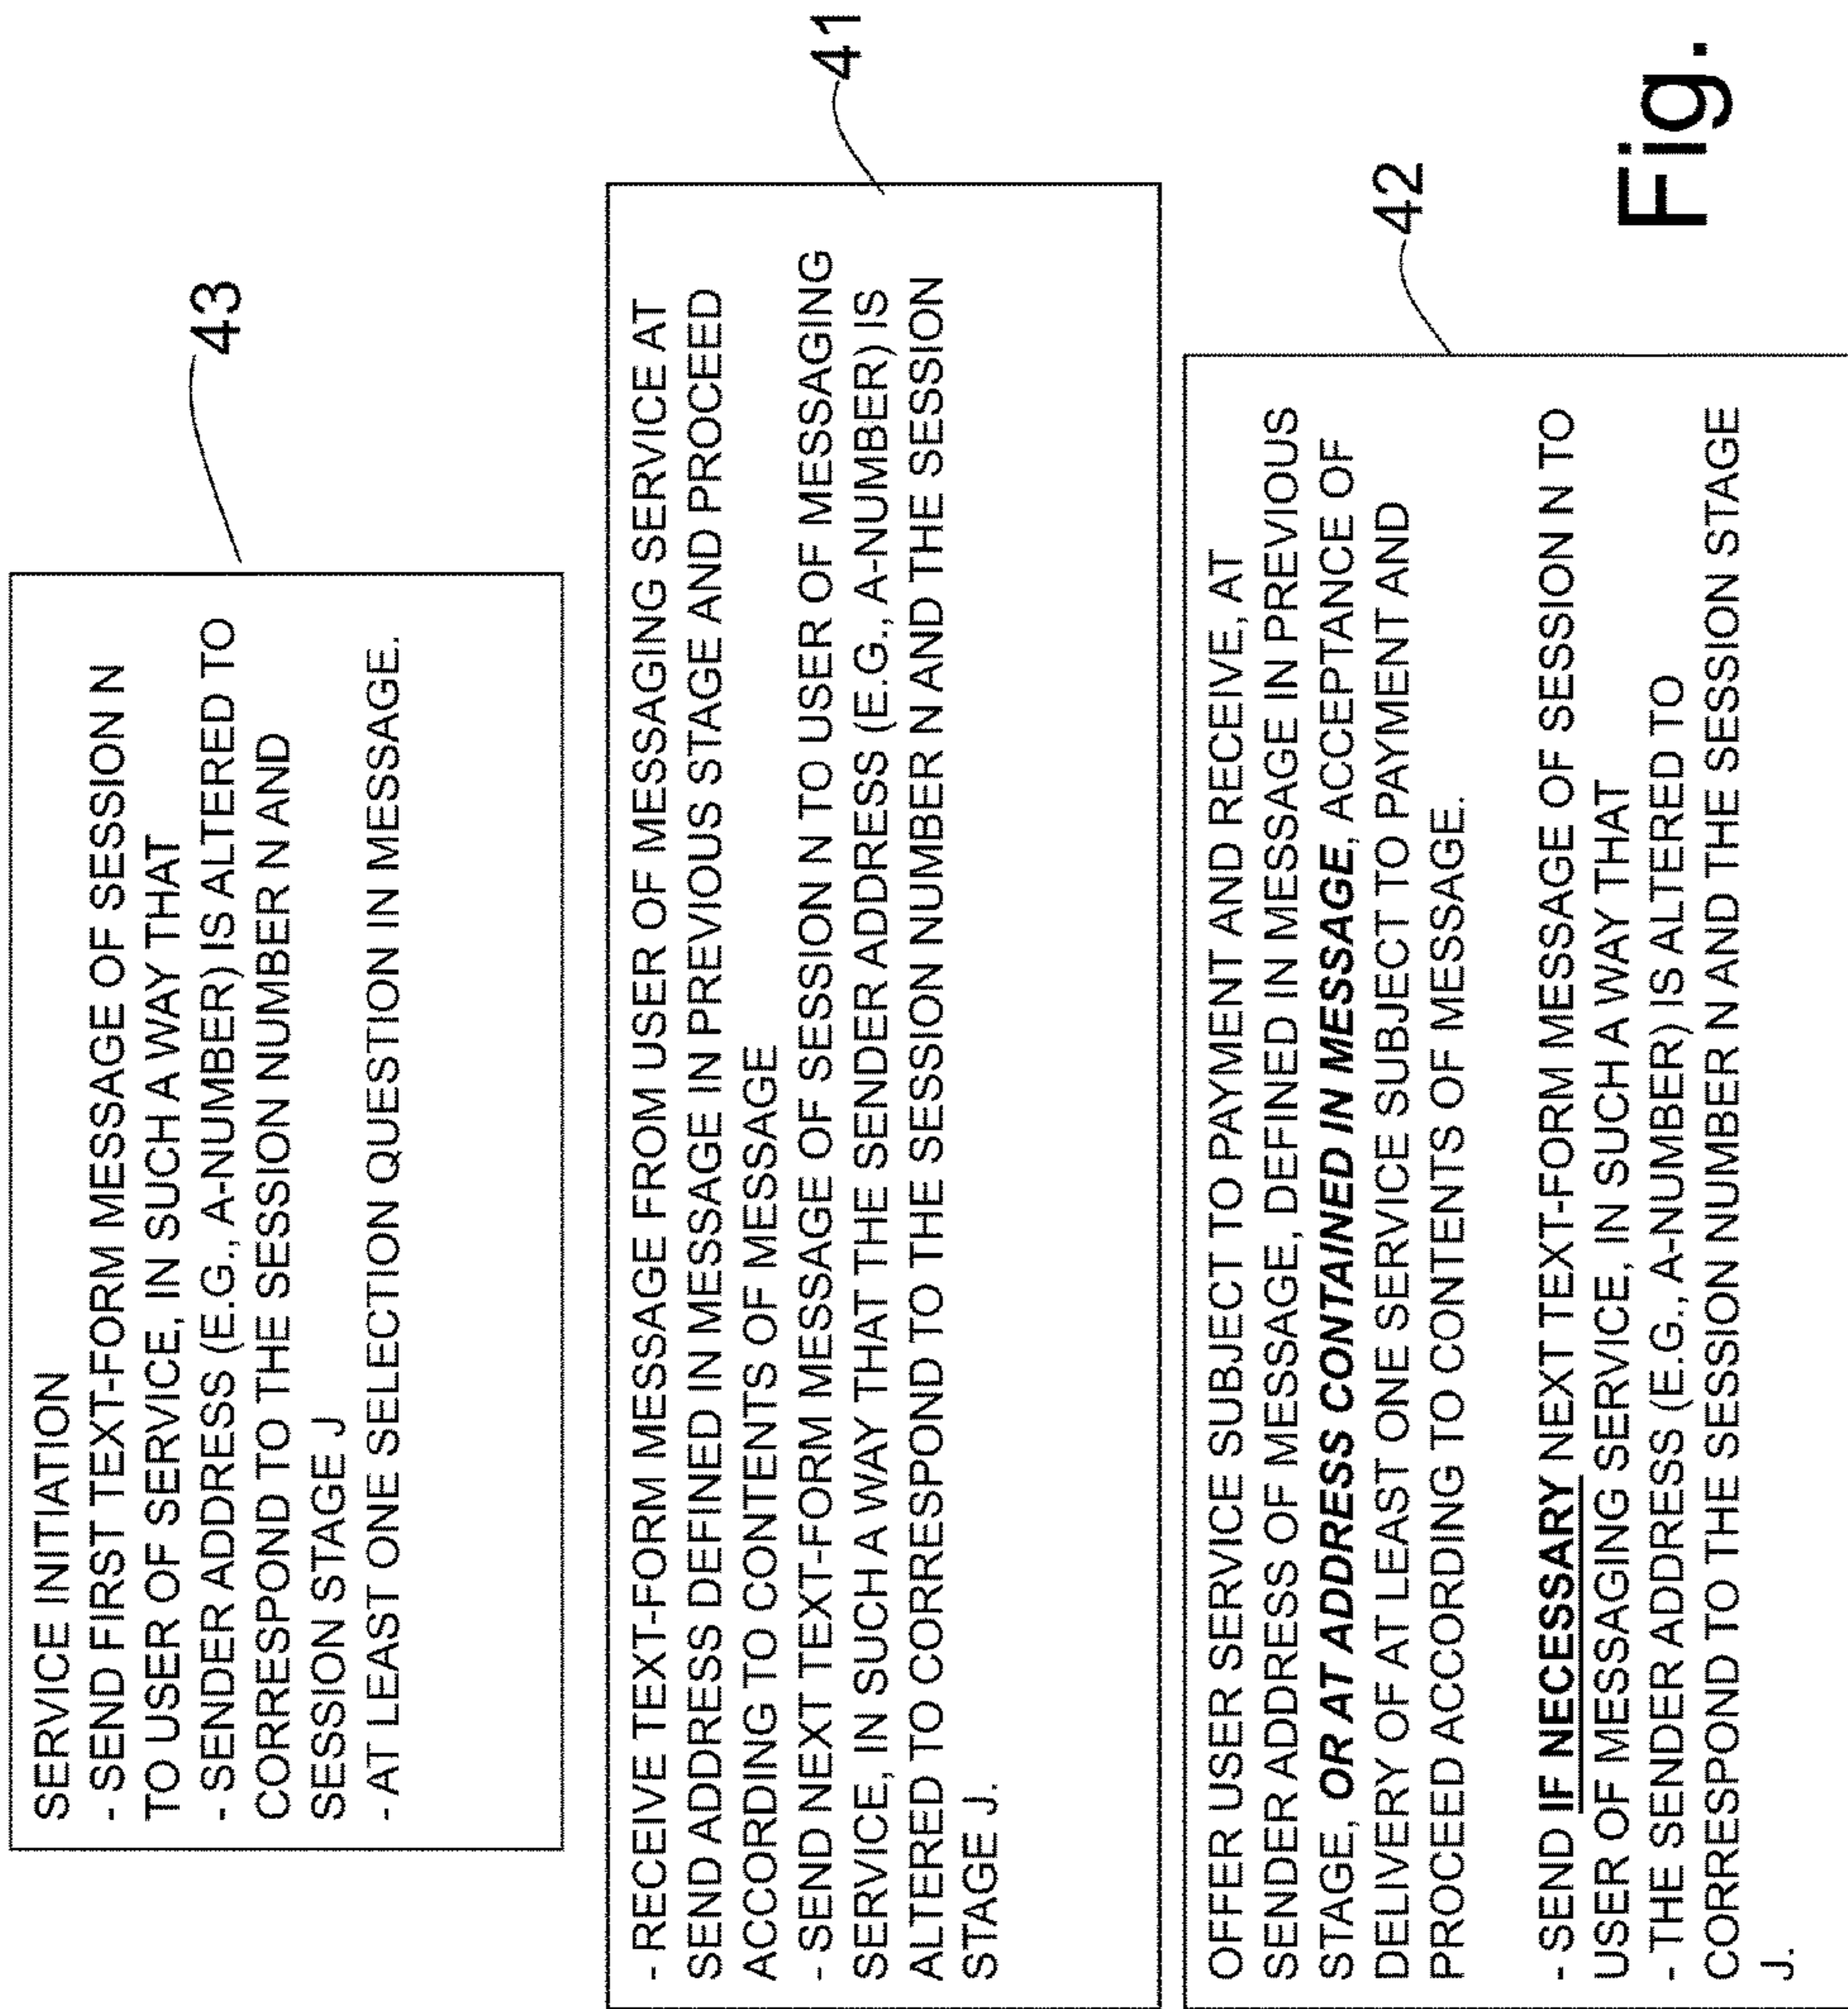 SERVICE INITIATION
- SEND FIRST TEXT-FORM MESSAGE OF SESSION N
TO USER OF SERVICE, IN SUCH A WAY THAT
- SENDER ADDRESS (E.G., A-NUMBER) IS ALTERED TO
CORRESPOND TO THE SESSION NUMBER N AND
SESSION STAGE J
- AT LEAST ONE SELECTION QUESTION IN MESSAGE.
43
- RECEIVE TEXT-FORM MESSAGE FROM USER OF MESSAGING SERVICE AT
SEND ADDRESS DEFINED IN MESSAGE IN PREVIOUS STAGE AND PROCEED
ACCORDING TO CONTENTS OF MESSAGE
- SEND NEXT TEXT-FORM MESSAGE OF SESSION N TO USER OF MESSAGING
SERVICE, IN SUCH A WAY THAT THE SENDER ADDRESS (E.G., A-NUMBER) IS
ALTERED TO CORRESPOND TO THE SESSION NUMBER N AND THE SESSION
STAGE J.
41
OFFER USER SERVICE SUBJECT TO PAYMENT AND RECEIVE, AT
SENDER ADDRESS OF MESSAGE, DEFINED IN MESSAGE IN PREVIOUS
STAGE, OR AT ADDRESS CONTAINED IN MESSAGE, ACCEPTANCE OF
DELIVERY OF AT LEAST ONE SERVICE SUBJECT TO PAYMENT AND
PROCEED ACCORDING TO CONTENTS OF MESSAGE.
- SEND IF NECESSARY NEXT TEXT-FORM MESSAGE OF SESSION N TO
USER OF MESSAGING SERVICE, IN SUCH A WAY THAT
- THE SENDER ADDRESS (E.G., A-NUMBER) IS ALTERED TO
CORRESPOND TO THE SESSION NUMBER N AND THE SESSION STAGE
J.
42
Fig.